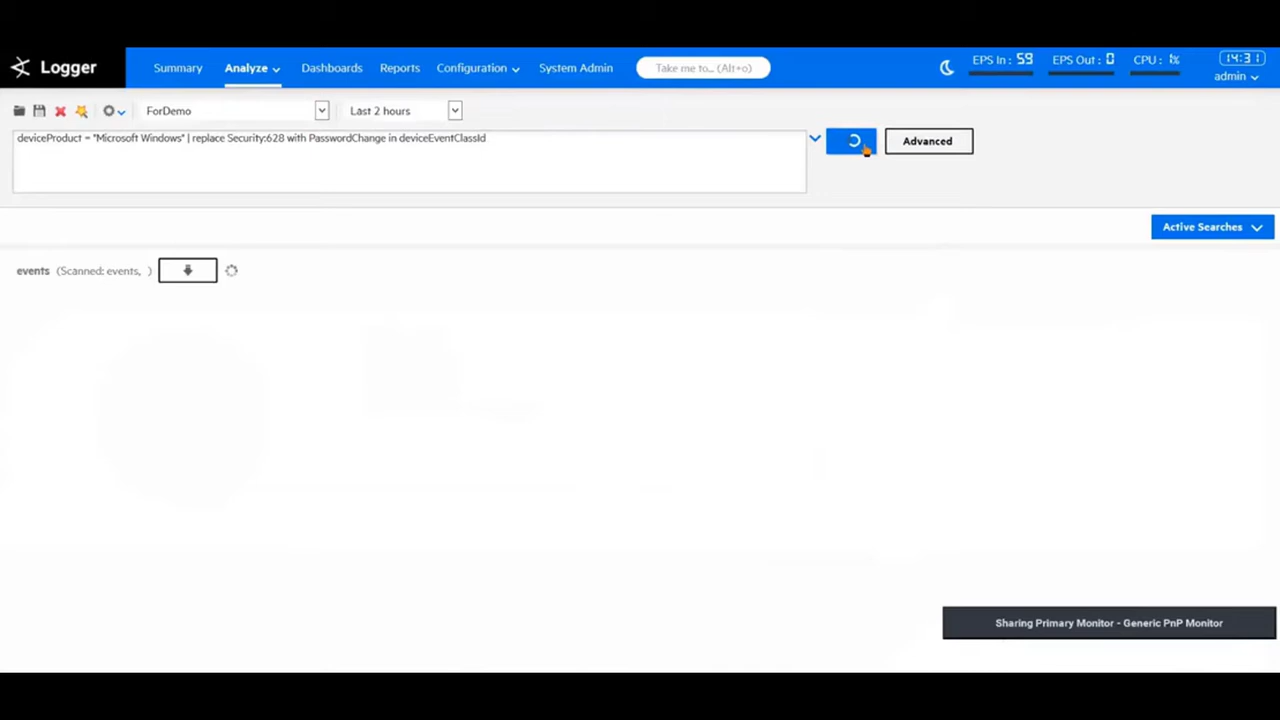 Logger
Summary
Analyze
Dashboards
Reports
Configuration
System Admin
Take me to... (Alt+o)
EPS In : 59
EPS Out : 0
CPU : 1%
14:31
admin
ForDemo
Last 2 hours
deviceProduct = "Microsoft Windows" | replace Security:628 with PasswordChange in deviceEventClassId
Advanced
Active Searches
events (Scanned: events, )
Sharing Primary Monitor - Generic PnP Monitor